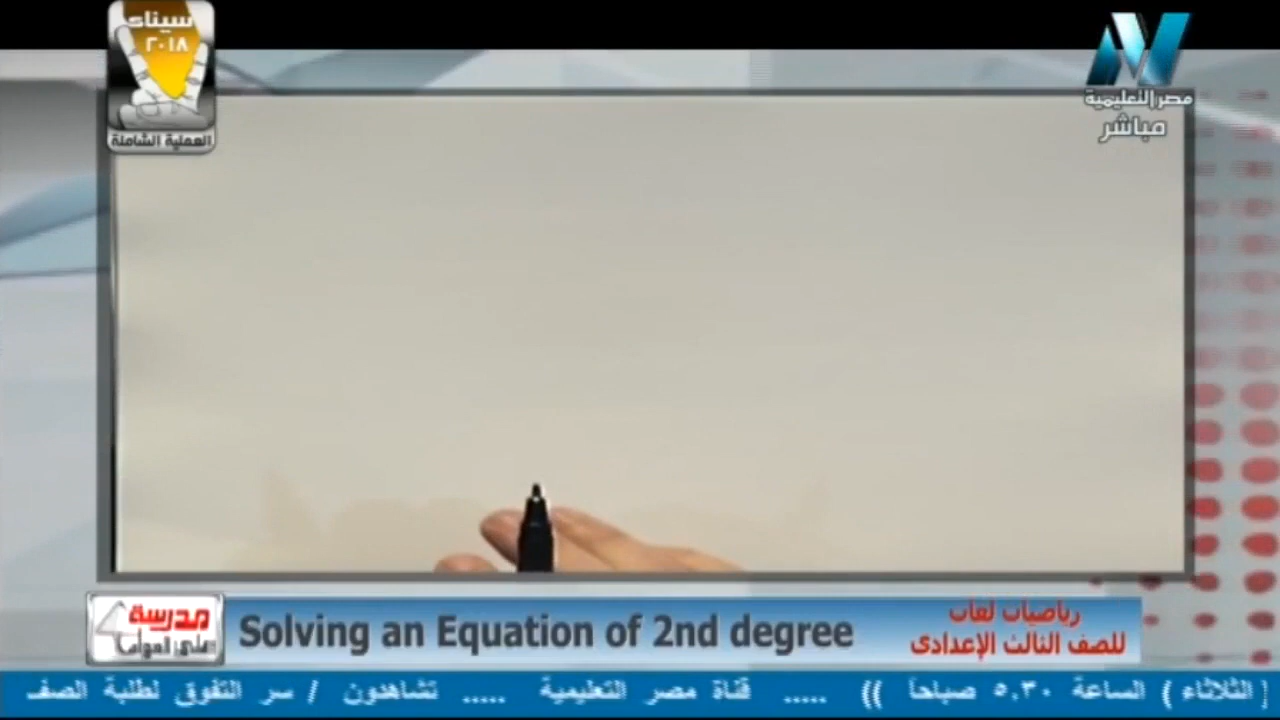 سيناء
٢٠١٨
العملية الشاملة
مصر التعليمية
مباشر
مدرسة
على الهواء
Solving an Equation of 2nd degree
رياضيات لغات
للصف الثالث الإعدادى
[ الثلاثاء ) الساعة ٥.٣٠ صباحاً (( ..... قناة مصر التعليمية ..... تشاهدون / سر التفوق لطلبة الصف